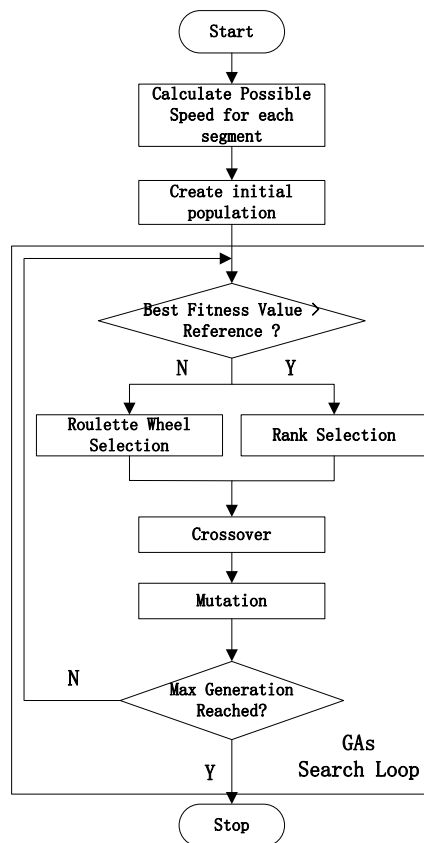 Start
Calculate Possible
Speed for each
segment
Create initial
population
Best Fitness Value >
Reference ?
N
Y
Roulette Wheel
Selection
Rank Selection
Crossover
Mutation
N
Max Generation
Reached?
Y
GAs
Search Loop
Stop